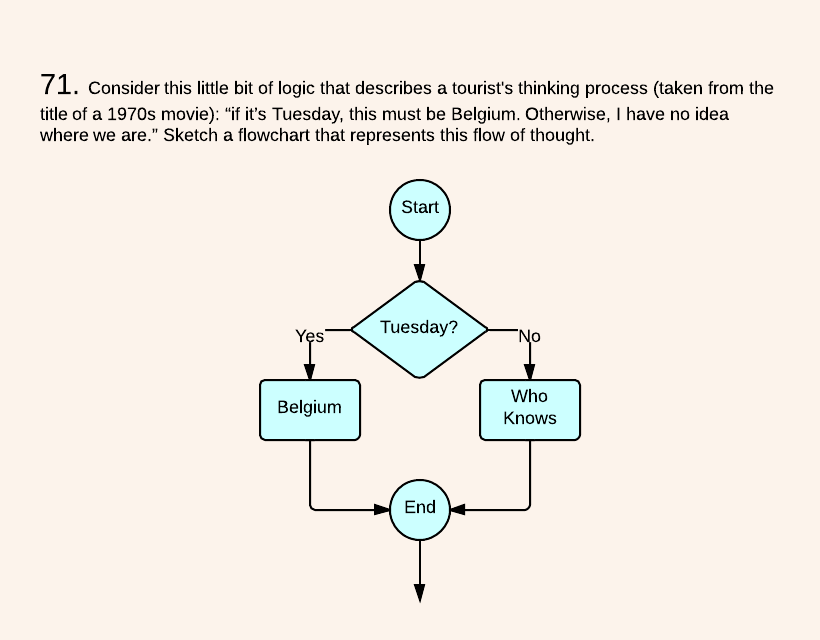 71. Consider this little bit of logic that describes a tourist's thinking process (taken from the
title of a 1970s movie): “if it’s Tuesday, this must be Belgium. Otherwise, I have no idea
where we are.” Sketch a flowchart that represents this flow of thought.
Start
Tuesday?
Yes
No
Belgium
Who
Knows
End